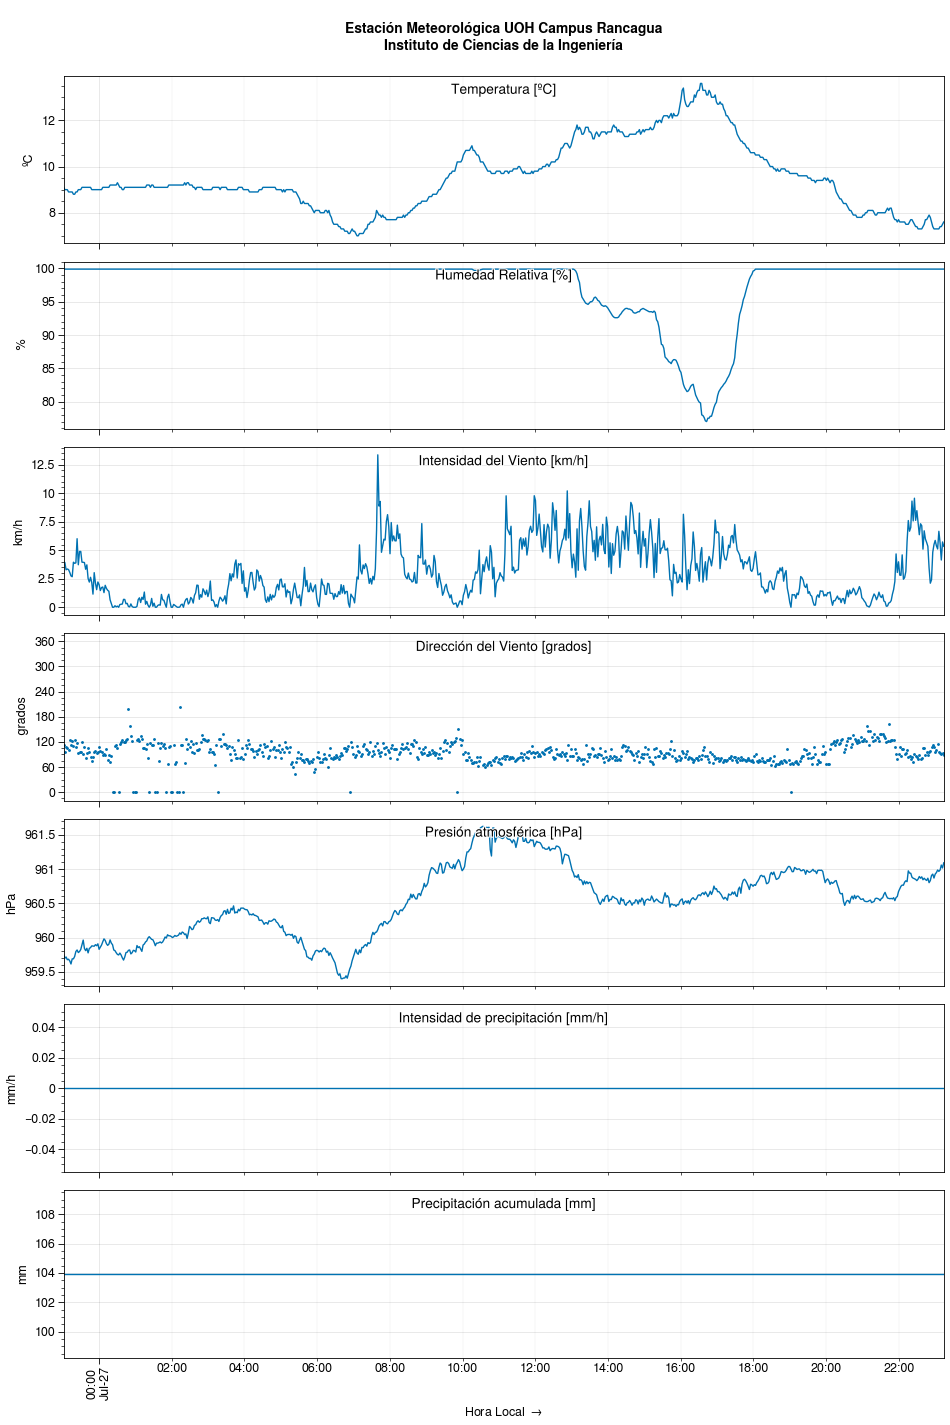 Estación Meteorológica UOH Campus Rancagua
Instituto de Ciencias de la Ingeniería
Temperatura [ºC]
12
10
8
ºC
Humedad Relativa [%]
100
95
90
85
80
%
Intensidad del Viento [km/h]
12.5
10
7.5
5
2.5
0
km/h
Dirección del Viento [grados]
360
300
240
180
120
60
0
grados
Presión atmosférica [hPa]
961.5
961
960.5
960
959.5
hPa
Intensidad de precipitación [mm/h]
0.04
0.02
0
−0.02
−0.04
mm/h
Precipitación acumulada [mm]
108
106
104
102
100
mm
00:00
Jul-27
02:00
04:00
06:00
08:00
10:00
12:00
14:00
16:00
18:00
20:00
22:00
Hora Local →